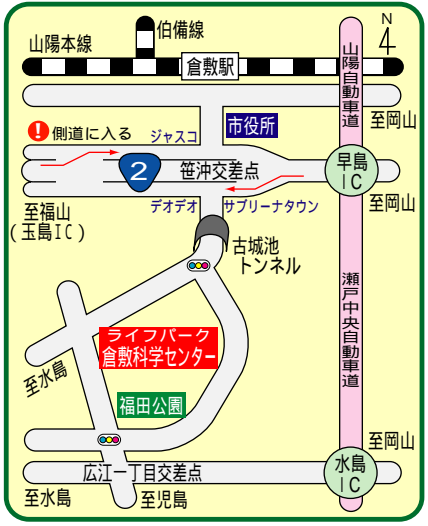 伯備線
山陽本線
倉敷駅
N
山陽自動車道
至岡山
! 側道に入る
ジャスコ
市役所
2
笹沖交差点
早島
IC
至岡山
至福山
(玉島IC)
デオデオ
サブリーナタウン
古城池
トンネル
瀬戸中央自動車道
ライフパーク
倉敷科学センター
至水島
福田公園
広江一丁目交差点
至岡山
水島
IC
至水島
至児島